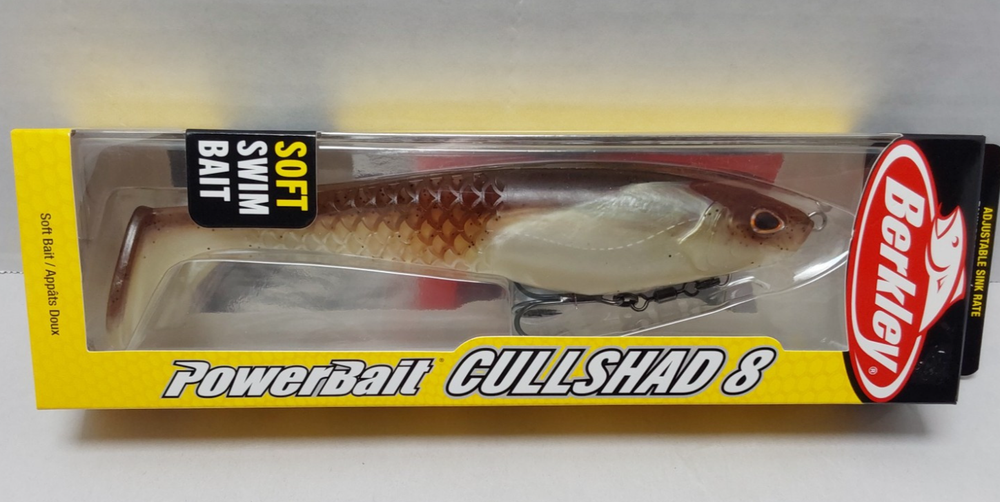 SOFT
SWIM
BAIT
Soft Bait / Appâts Doux
PowerBait®
CULLSHAD 8
Berkley®
ADJUSTABLE SINK RATE